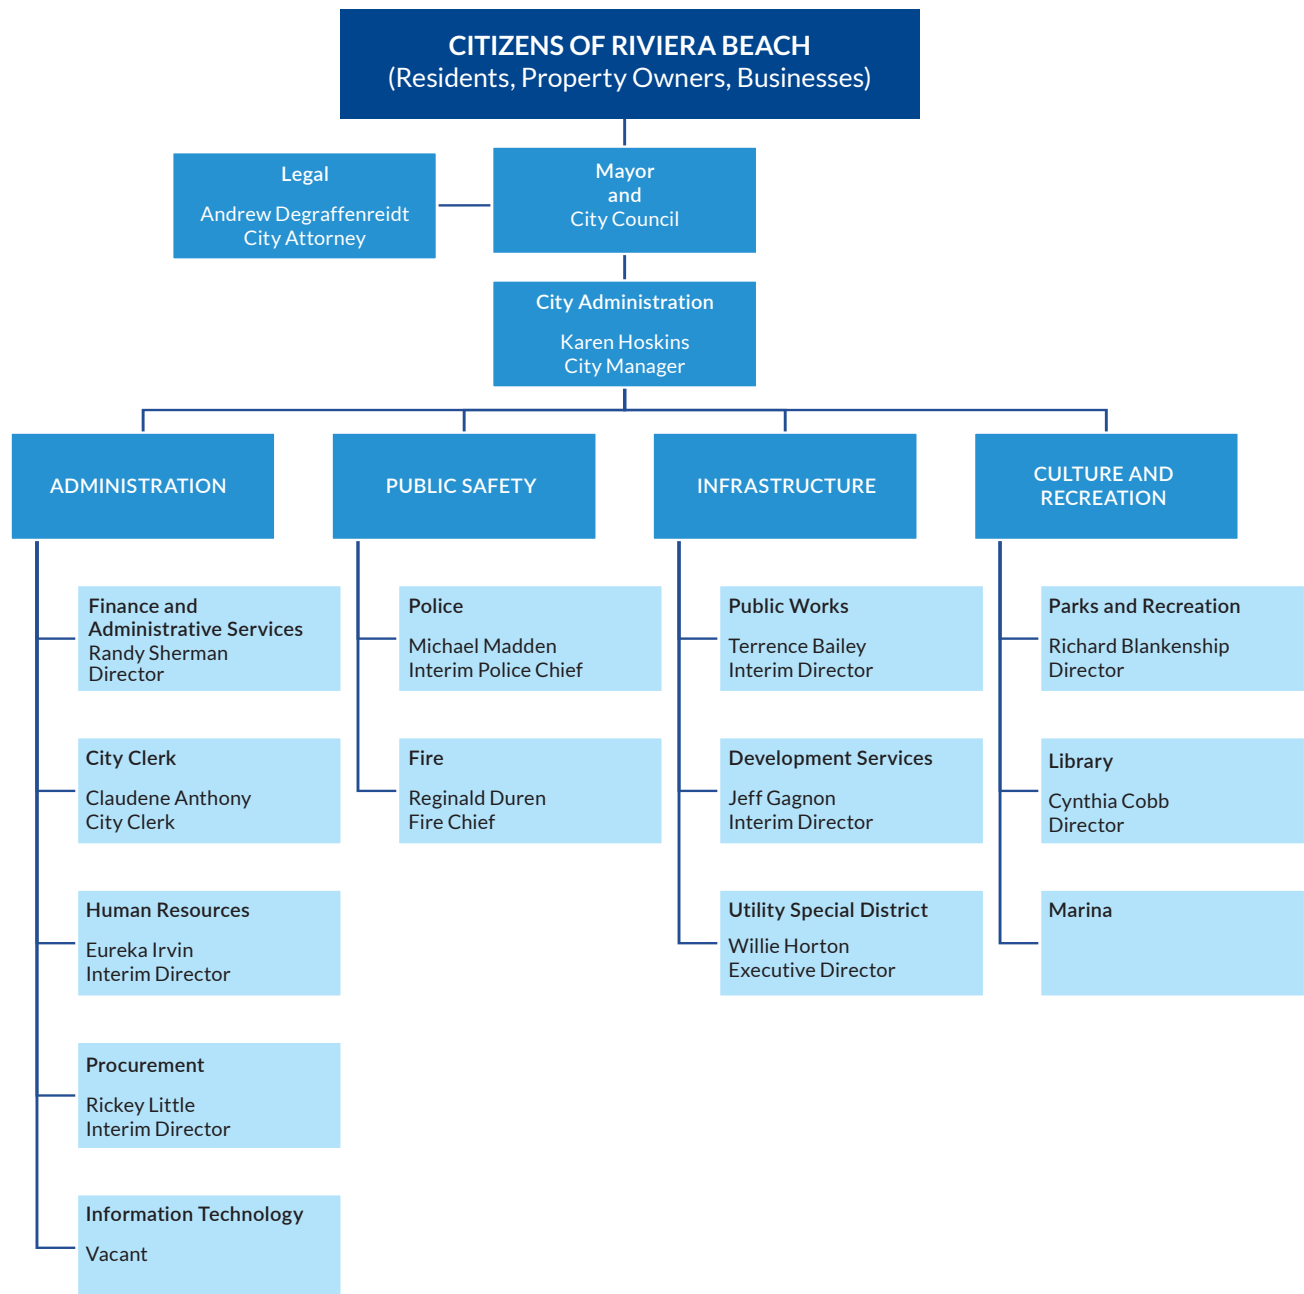 CITIZENS OF RIVIERA BEACH
(Residents, Property Owners, Businesses)
Legal
Andrew Degraffenreidt
City Attorney
Mayor
and
City Council
City Administration
Karen Hoskins
City Manager
ADMINISTRATION
Finance and
Administrative Services
Randy Sherman
Director
City Clerk
Claudene Anthony
City Clerk
Human Resources
Eureka Irvin
Interim Director
Procurement
Rickey Little
Interim Director
Information Technology
Vacant
PUBLIC SAFETY
Police
Michael Madden
Interim Police Chief
Fire
Reginald Duren
Fire Chief
INFRASTRUCTURE
Public Works
Terrence Bailey
Interim Director
Development Services
Jeff Gagnon
Interim Director
Utility Special District
Willie Horton
Executive Director
CULTURE AND
RECREATION
Parks and Recreation
Richard Blankenship
Director
Library
Cynthia Cobb
Director
Marina